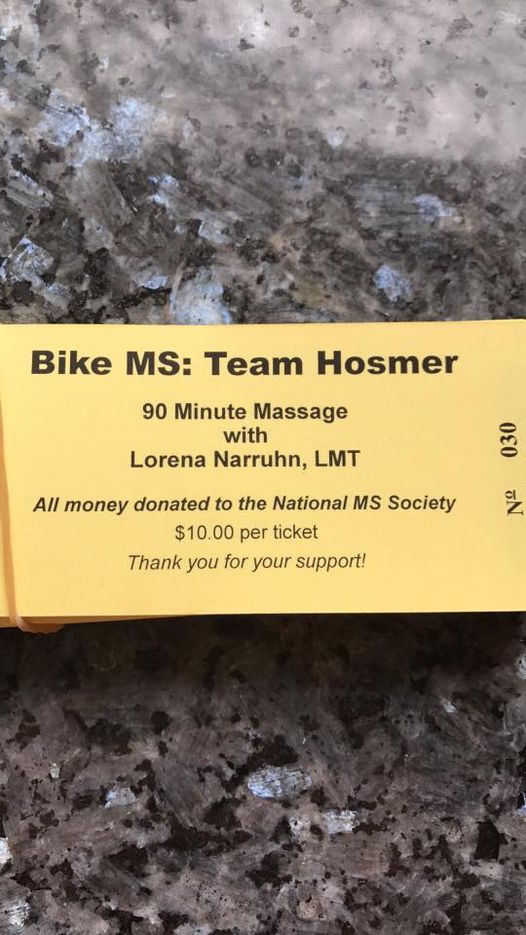 Bike MS: Team Hosmer
90 Minute Massage
with
Lorena Narruhn, LMT
All money donated to the National MS Society
$10.00 per ticket
Thank you for your support!
Nº 030